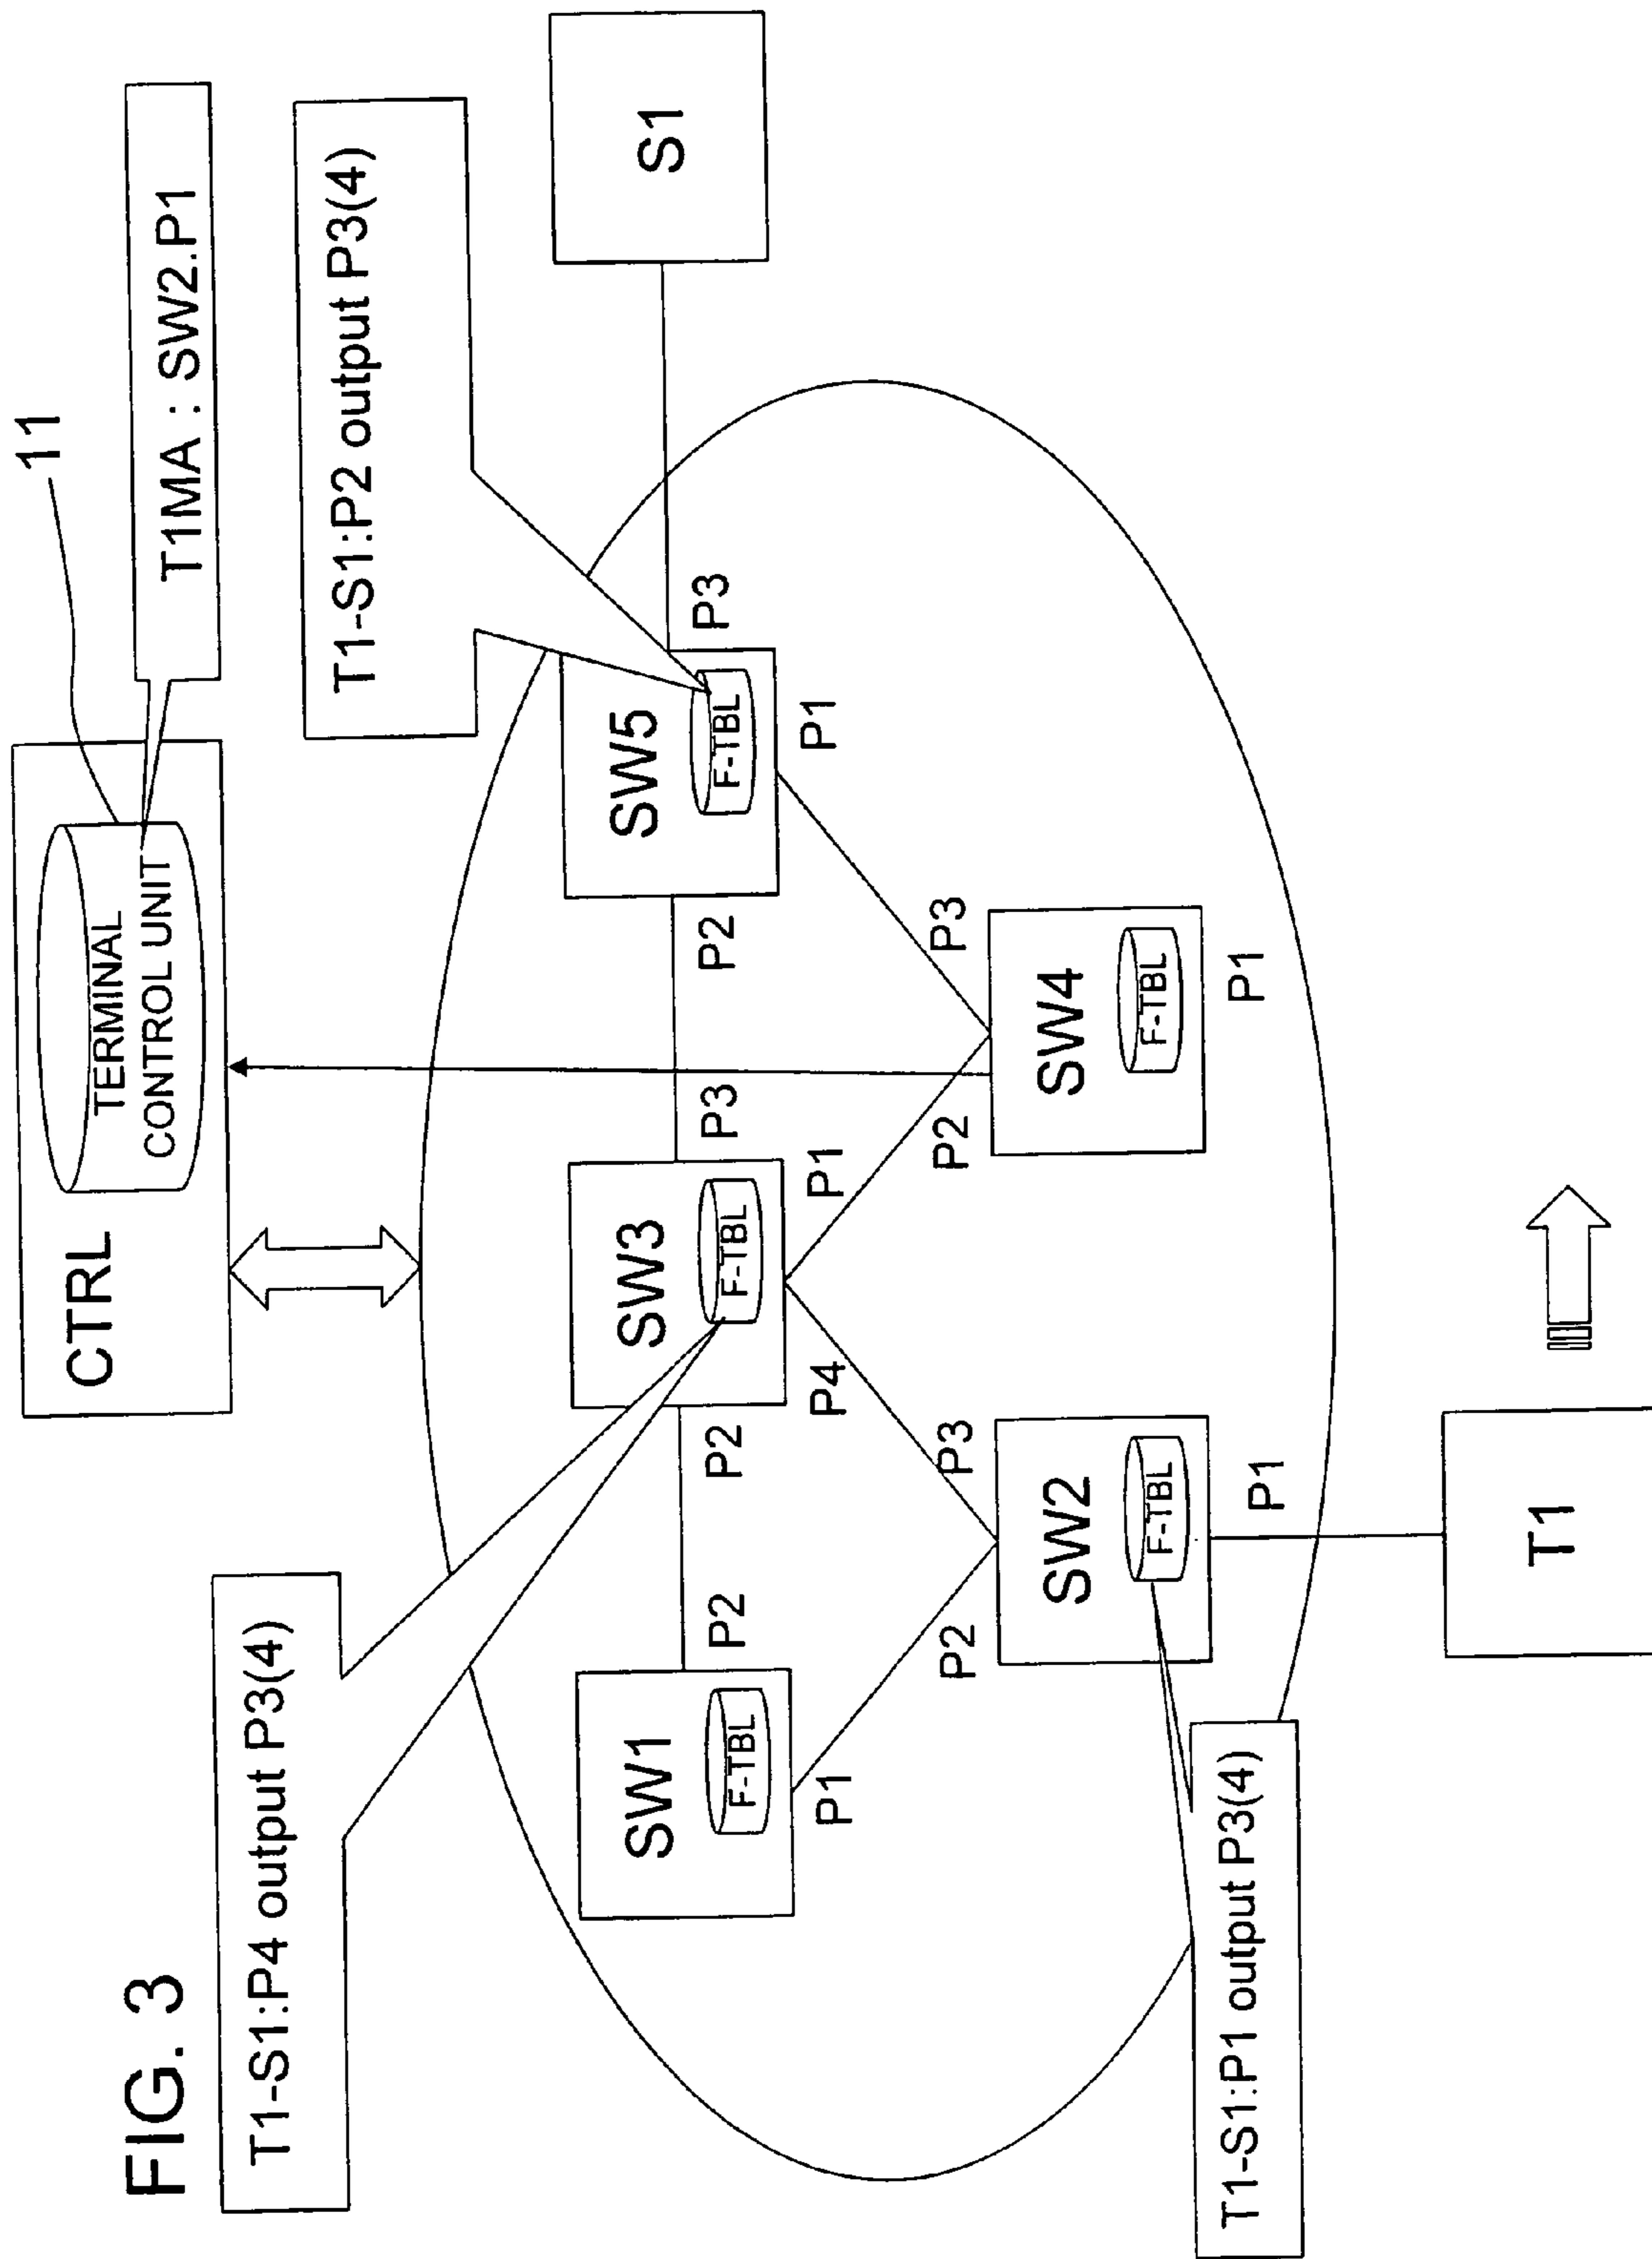 FIG. 3
CTRL
TERMINAL
CONTROL UNIT
11
T1MA : SW2.P1
T1-S1:P4 output P3(4)
T1-S1:P2 output P3(4)
SW1
F-TBL
P1
P2
SW3
F-TBL
P2
P4
P1
P3
SW5
F-TBL
P2
P1
P3
S1
SW2
F-TBL
P2
P3
P1
SW4
F-TBL
P2
P3
P1
T1-S1:P1 output P3(4)
T1